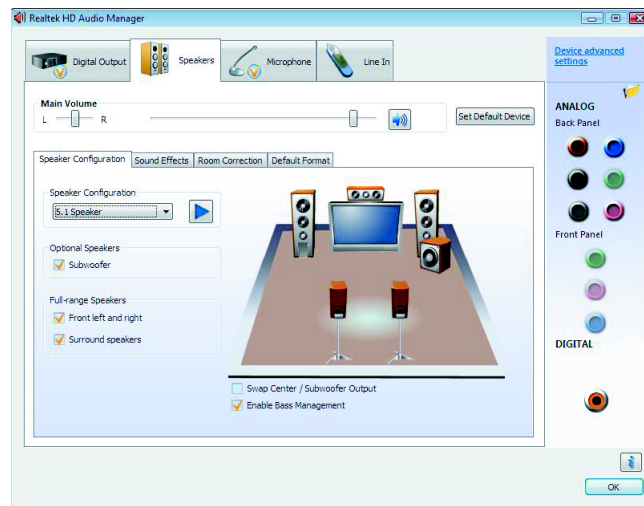 Realtek HD Audio Manager
Digital Output
Speakers
Microphone
Line In
Device advanced
settings
Main Volume
L
R
Set Default Device
ANALOG
Back Panel
Speaker Configuration
Sound Effects
Room Correction
Default Format
Speaker Configuration
5.1 Speaker
Optional Speakers
Subwoofer
Front Panel
Full-range Speakers
Front left and right
Surround speakers
DIGITAL
Swap Center / Subwoofer Output
Enable Bass Management
OK